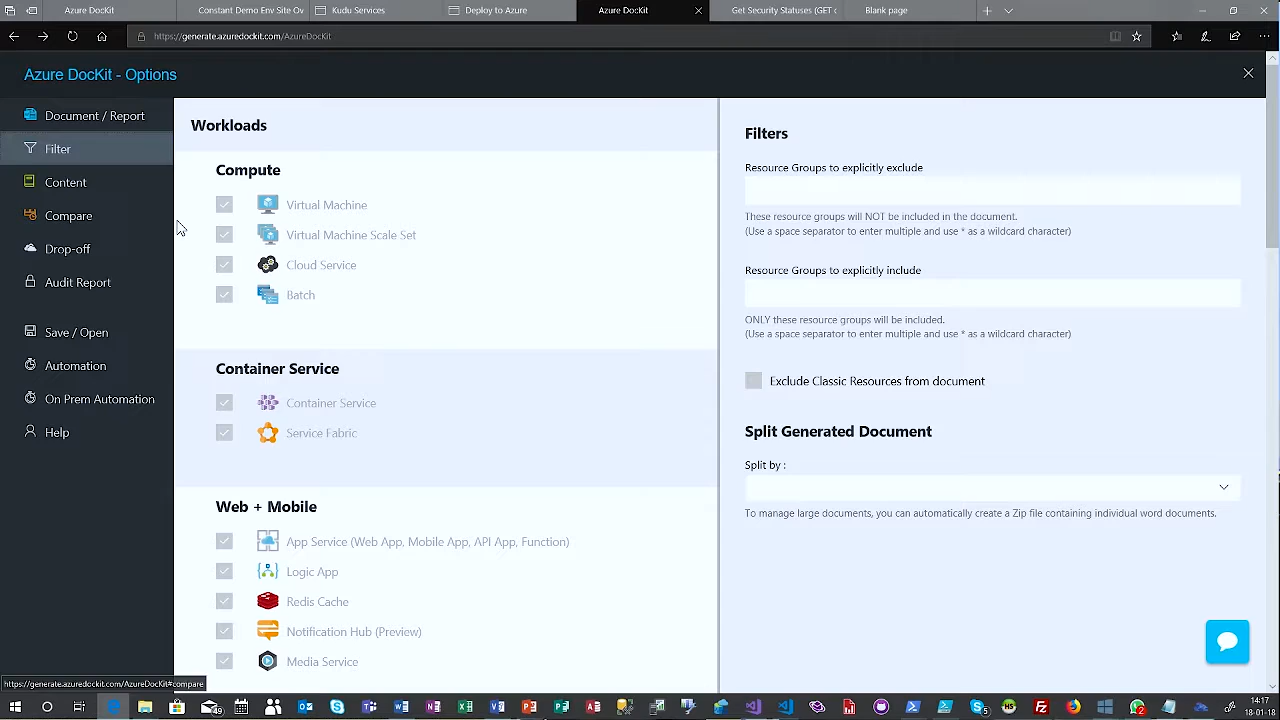 Azure DocKit
Constant Demo Env Site Ov
Kudu Services
Deploy to Azure
Azure DocKit
Get Security Statuses (GET c
Blank page
https://generate.azuredockit.com/AzureDocKit
Azure DocKit - Options
Document / Report
Filter
Content
Compare
Drop-off
Audit Report
Save / Open
Automation
On Prem Automation
Help
Workloads
Compute
Virtual Machine
Virtual Machine Scale Set
Cloud Service
Batch
Container Service
Container Service
Service Fabric
Web + Mobile
App Service (Web App, Mobile App, API App, Function)
Logic App
Redis Cache
Notification Hub (Preview)
Media Service
Filters
Resource Groups to explicitly exclude
These resource groups will NOT be included in the document.
(Use a space separator to enter multiple and use * as a wildcard character)
Resource Groups to explicitly include
ONLY these resource groups will be included.
(Use a space separator to enter multiple and use * as a wildcard character)
Exclude Classic Resources from document
Split Generated Document
Split by :
To manage large documents, you can automatically create a Zip file containing individual word documents.
https://generate.azuredockit.com/AzureDocKit#compare
14:17
18-01-18